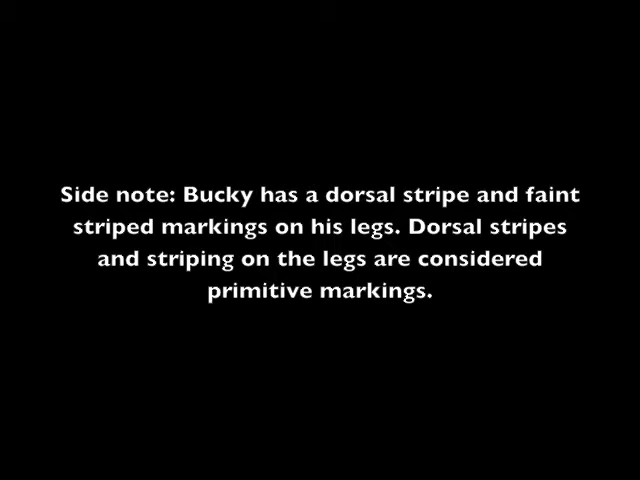 Side note: Bucky has a dorsal stripe and faint
striped markings on his legs. Dorsal stripes
and striping on the legs are considered
primitive markings.